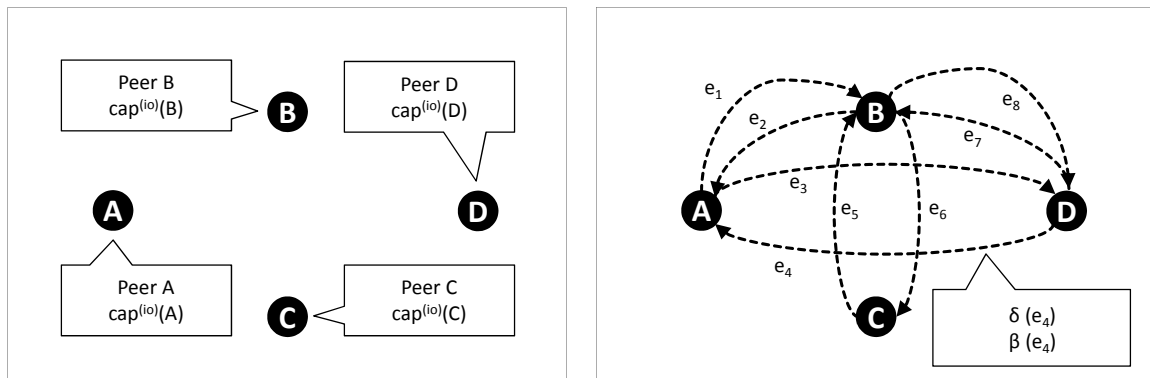 Peer B
cap(io)(B)
Peer D
cap(io)(D)
B
A
D
Peer A
cap(io)(A)
C
Peer C
cap(io)(C)
e1
B
e8
e2
e7
e3
A
D
e5
e6
e4
C
δ (e4)
β (e4)